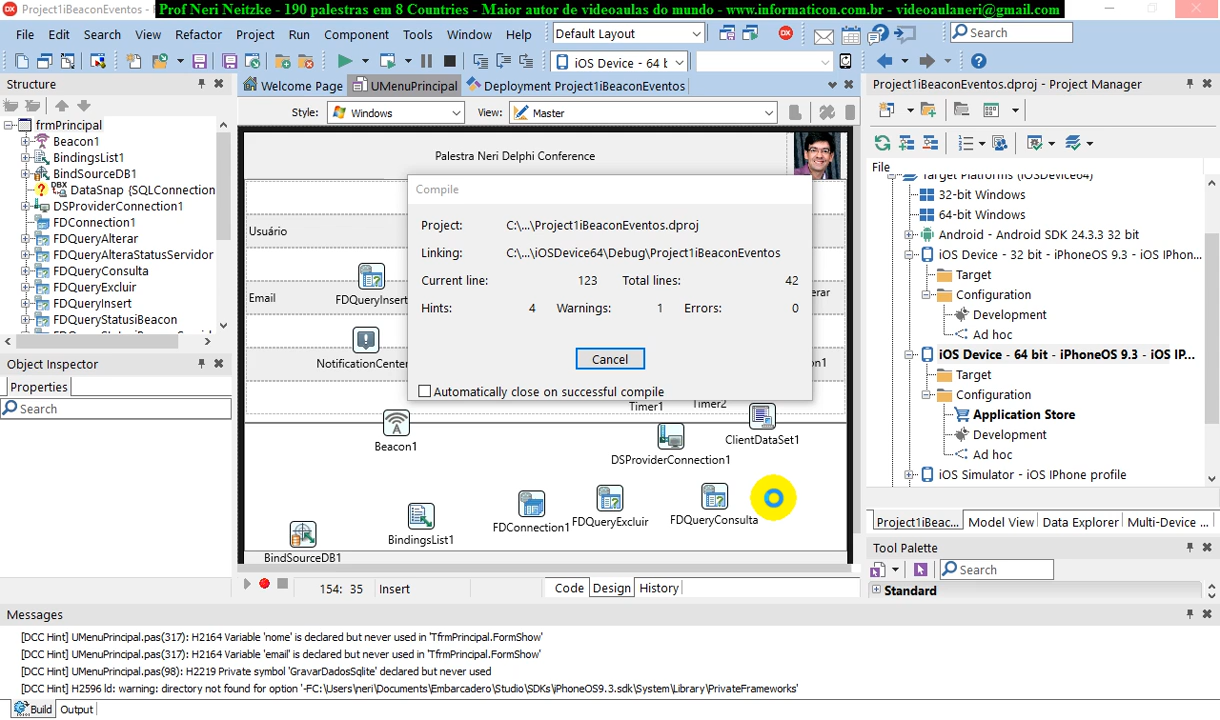 Project1iBeaconEventos - 
Prof Neri Neitzke - 190 palestras em 8 Countries - Maior autor de videoaulas do mundo - www.informaticon.com.br - videoaulaneri@gmail.com
File Edit Search View Refactor Project Run Component Tools Window Help
Default Layout
Search
iOS Device - 64 b
Structure
frmPrincipal
Beacon1
BindingsList1
BindSourceDB1
DataSnap {SQLConnection
DSProviderConnection1
FDConnection1
FDQueryAlterar
FDQueryAlteraStatusServidor
FDQueryConsulta
FDQueryExcluir
FDQueryInsert
FDQueryStatusiBeacon
Object Inspector
Properties
Search
Welcome Page
UMenuPrincipal
Deployment Project1iBeaconEventos
Style: Windows View: Master
Palestra Neri Delphi Conference
Usuário
Email
FDQueryInsert
NotificationCenter
Compile
Project: C:\...\Project1iBeaconEventos.dproj
Linking: C:\...\iOSDevice64\Debug\Project1iBeaconEventos
Current line: 123 Total lines: 42
Hints: 4 Warnings: 1 Errors: 0
Cancel
Automatically close on successful compile
Timer1 Timer2
Beacon1
DSProviderConnection1
ClientDataSet1
FDConnection1
FDQueryExcluir
FDQueryConsulta
BindingsList1
BindSourceDB1
154: 35 Insert
Code Design History
Project1iBeaconEventos.dproj - Project Manager
File
Target Platforms (iOSDevice64)
32-bit Windows
64-bit Windows
Android - Android SDK 24.3.3 32 bit
iOS Device - 32 bit - iPhoneOS 9.3 - iOS IPhon...
Target
Configuration
Development
Ad hoc
iOS Device - 64 bit - iPhoneOS 9.3 - iOS IP...
Target
Configuration
Application Store
Development
Ad hoc
iOS Simulator - iOS IPhone profile
Project1iBeac... Model View Data Explorer Multi-Device ...
Tool Palette
Search
Standard
Messages
[DCC Hint] UMenuPrincipal.pas(317): H2164 Variable 'nome' is declared but never used in 'TfrmPrincipal.FormShow'
[DCC Hint] UMenuPrincipal.pas(317): H2164 Variable 'email' is declared but never used in 'TfrmPrincipal.FormShow'
[DCC Hint] UMenuPrincipal.pas(98): H2219 Private symbol 'GravarDadosSqlite' declared but never used
[DCC Hint] H2596 ld: warning: directory not found for option '-FC:\Users\neri\Documents\Embarcadero\Studio\SDKs\iPhoneOS9.3.sdk\System\Library\PrivateFrameworks'
Build Output